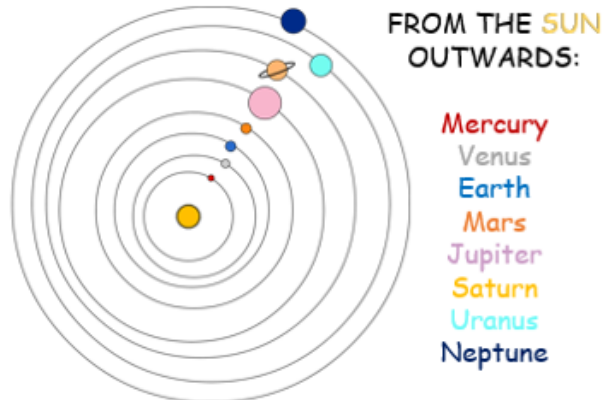 FROM THE SUN
OUTWARDS:
Mercury
Venus
Earth
Mars
Jupiter
Saturn
Uranus
Neptune